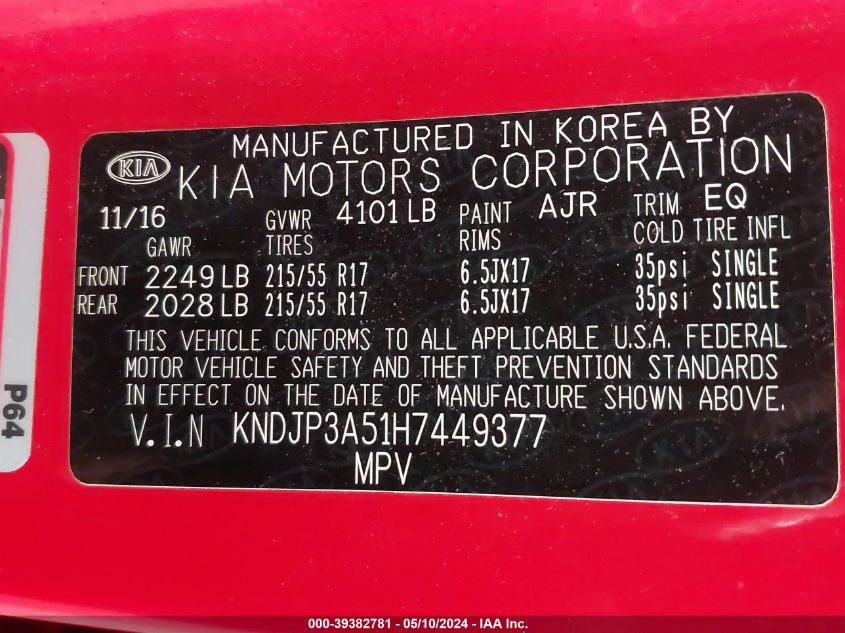 MANUFACTURED IN KOREA BY
KIA KIA MOTORS CORPORATION
11/16 GVWR 4101 LB PAINT AJR TRIM EQ
GAWR TIRES RIMS COLD TIRE INFL
FRONT 2249 LB 215/55 R17 6.5JX17 35psi SINGLE
REAR 2028 LB 215/55 R17 6.5JX17 35psi SINGLE
THIS VEHICLE CONFORMS TO ALL APPLICABLE U.S.A. FEDERAL
MOTOR VEHICLE SAFETY AND THEFT PREVENTION STANDARDS
IN EFFECT ON THE DATE OF MANUFACTURE SHOWN ABOVE.
V.I.N KNDJP3A51H7449377
MPV
P64
000-39382781 - 05/10/2024 - IAA Inc.